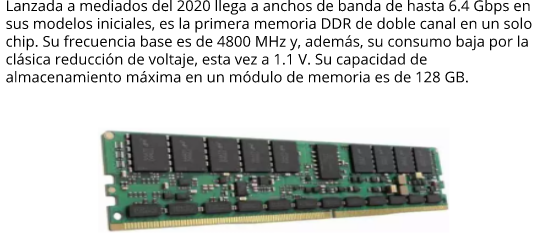 Lanzada a mediados del 2020 llega a anchos de banda de hasta 6.4 Gbps en
sus modelos iniciales, es la primera memoria DDR de doble canal en un solo
chip. Su frecuencia base es de 4800 MHz y, además, su consumo baja por la
clásica reducción de voltaje, esta vez a 1.1 V. Su capacidad de
almacenamiento máxima en un módulo de memoria es de 128 GB.